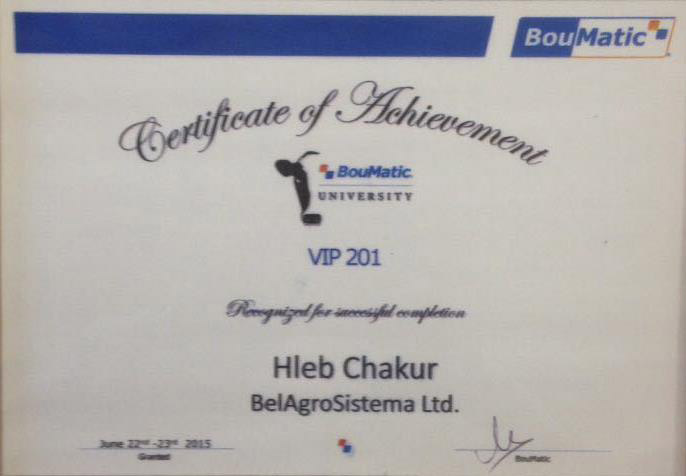 BouMatic
Certificate of Achievement
BouMatic
UNIVERSITY
VIP 201
Recognized for successful completion
Hleb Chakur
BelAgroSistema Ltd.
June 22nd -23rd 2015
Granted
BouMatic